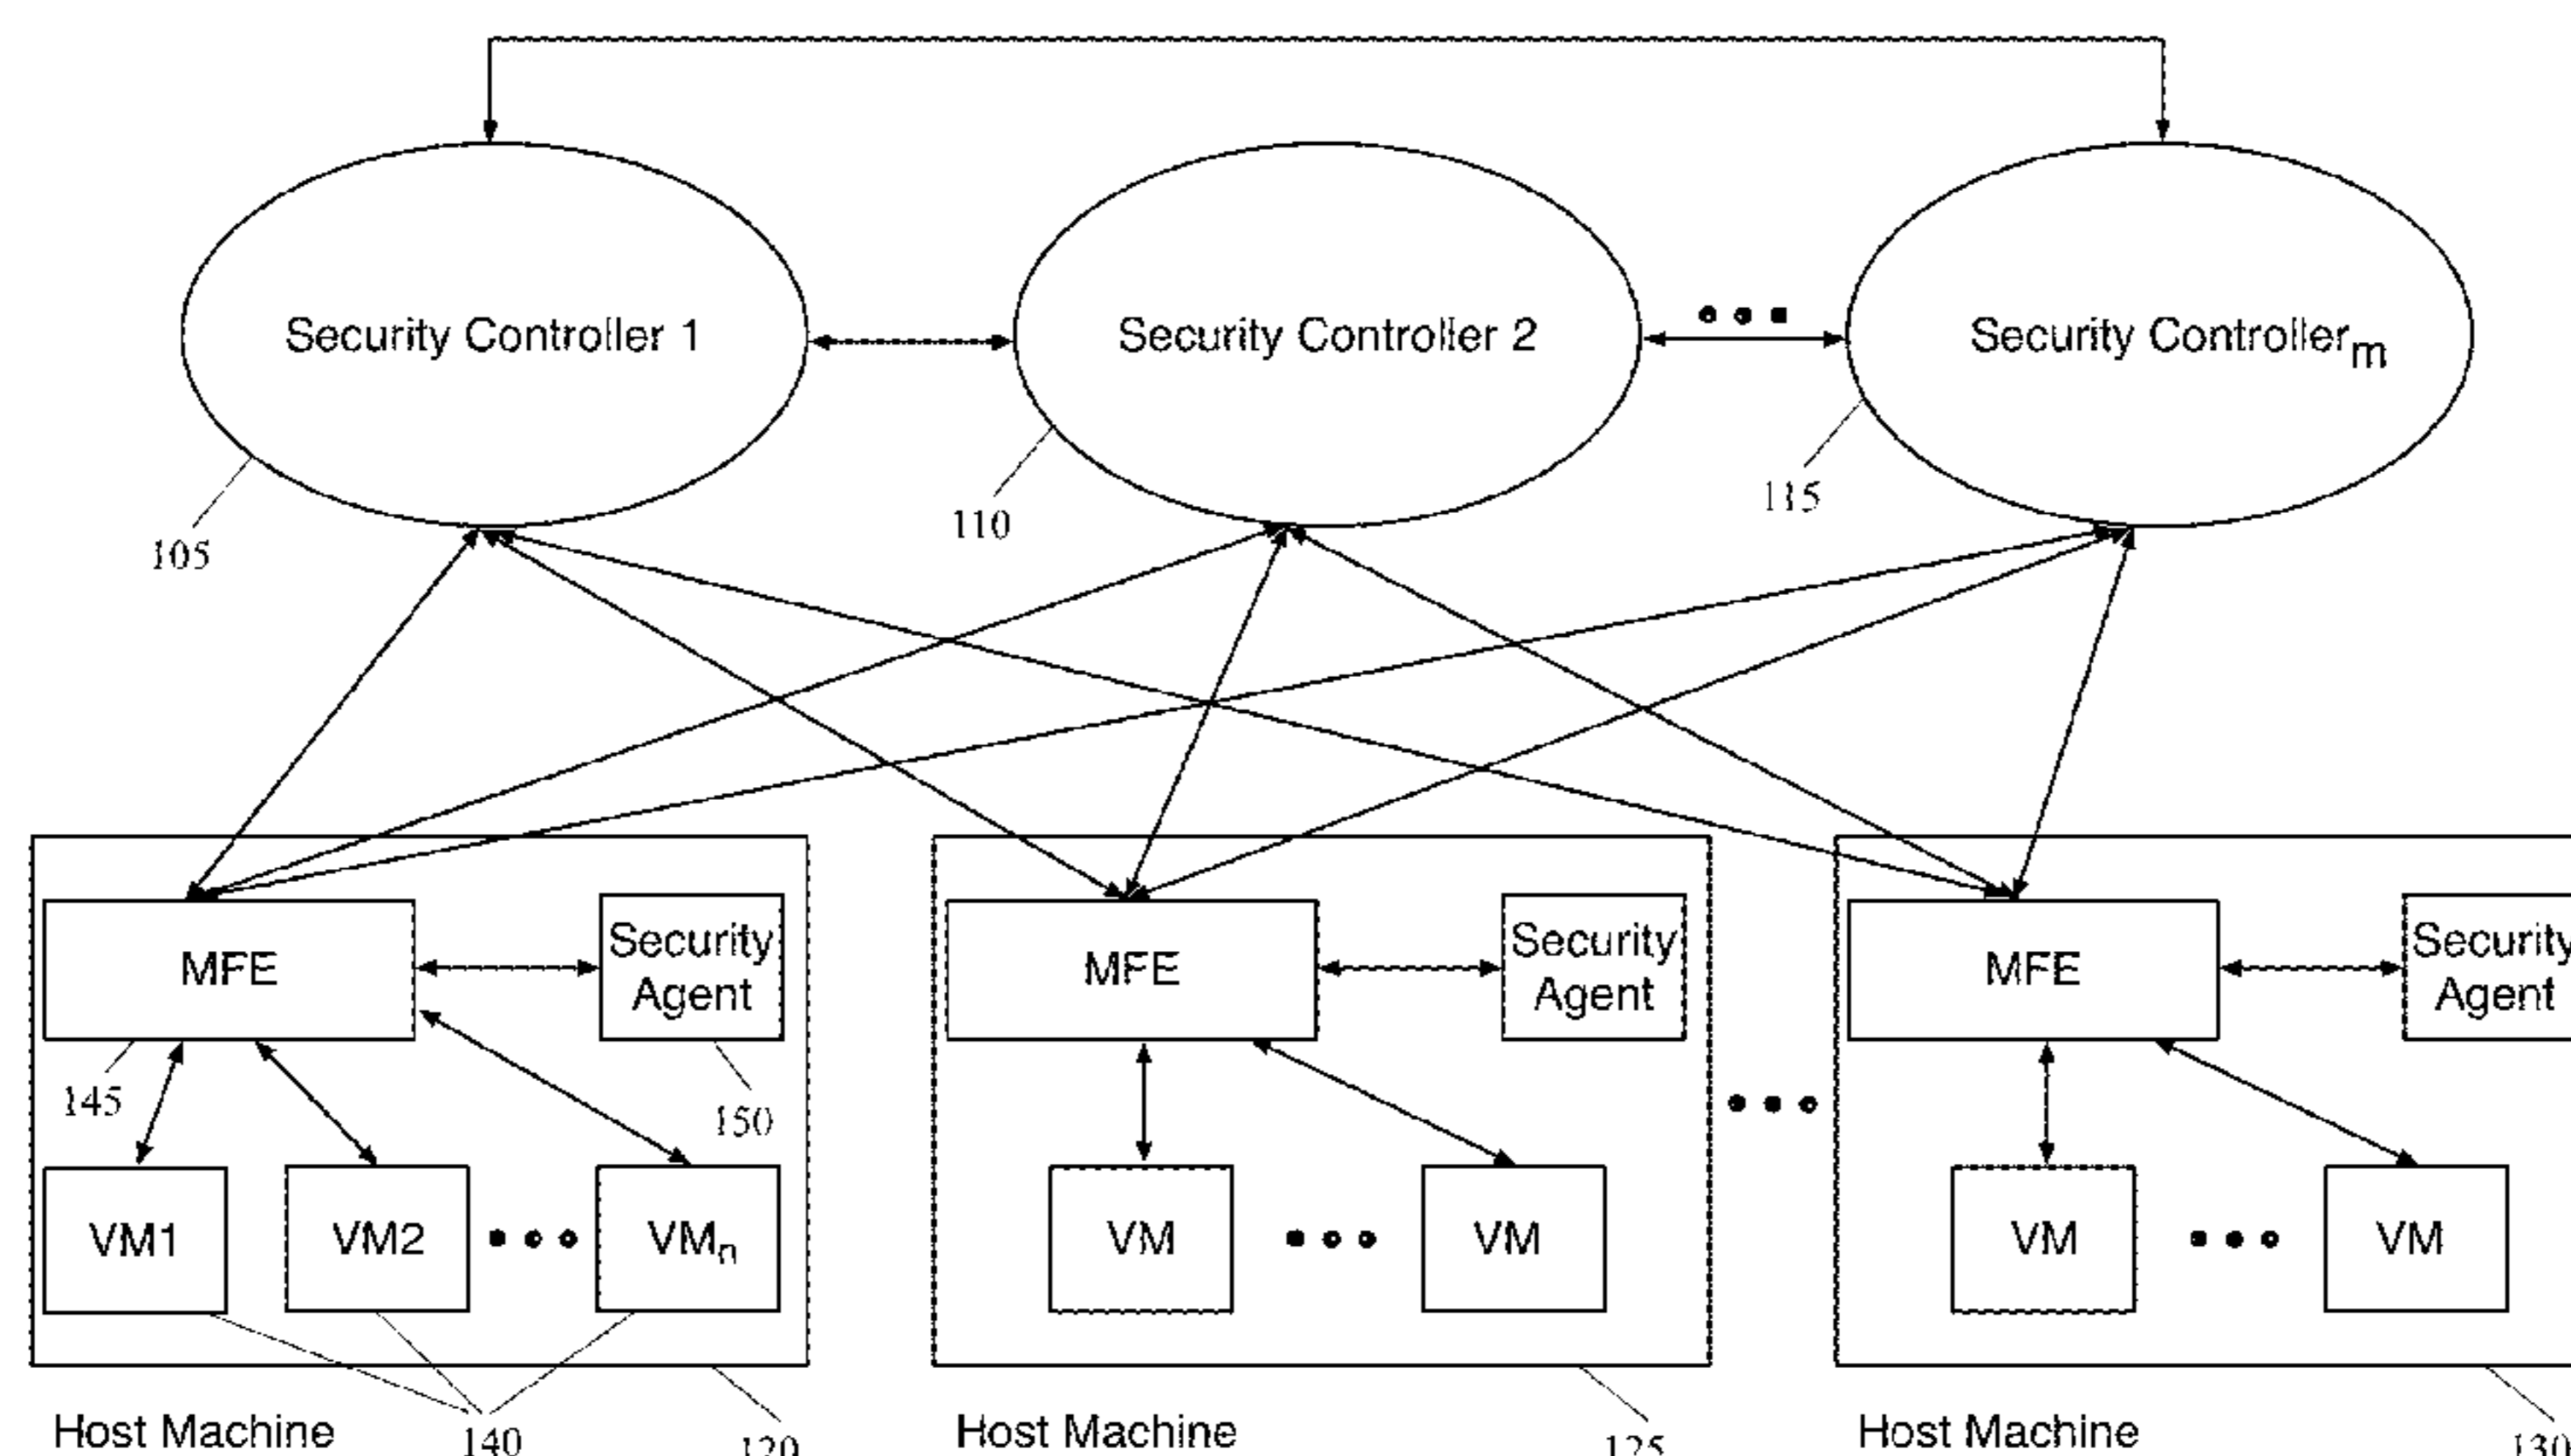 Security Controller 1
Security Controller 2
Security Controllerm
105
110
115
MFE
Security
Agent
MFE
Security
Agent
MFE
Security
Agent
145
150
VM1
VM2
VMn
VM
VM
VM
VM
Host Machine
140
120
Host Machine
125
Host Machine
130